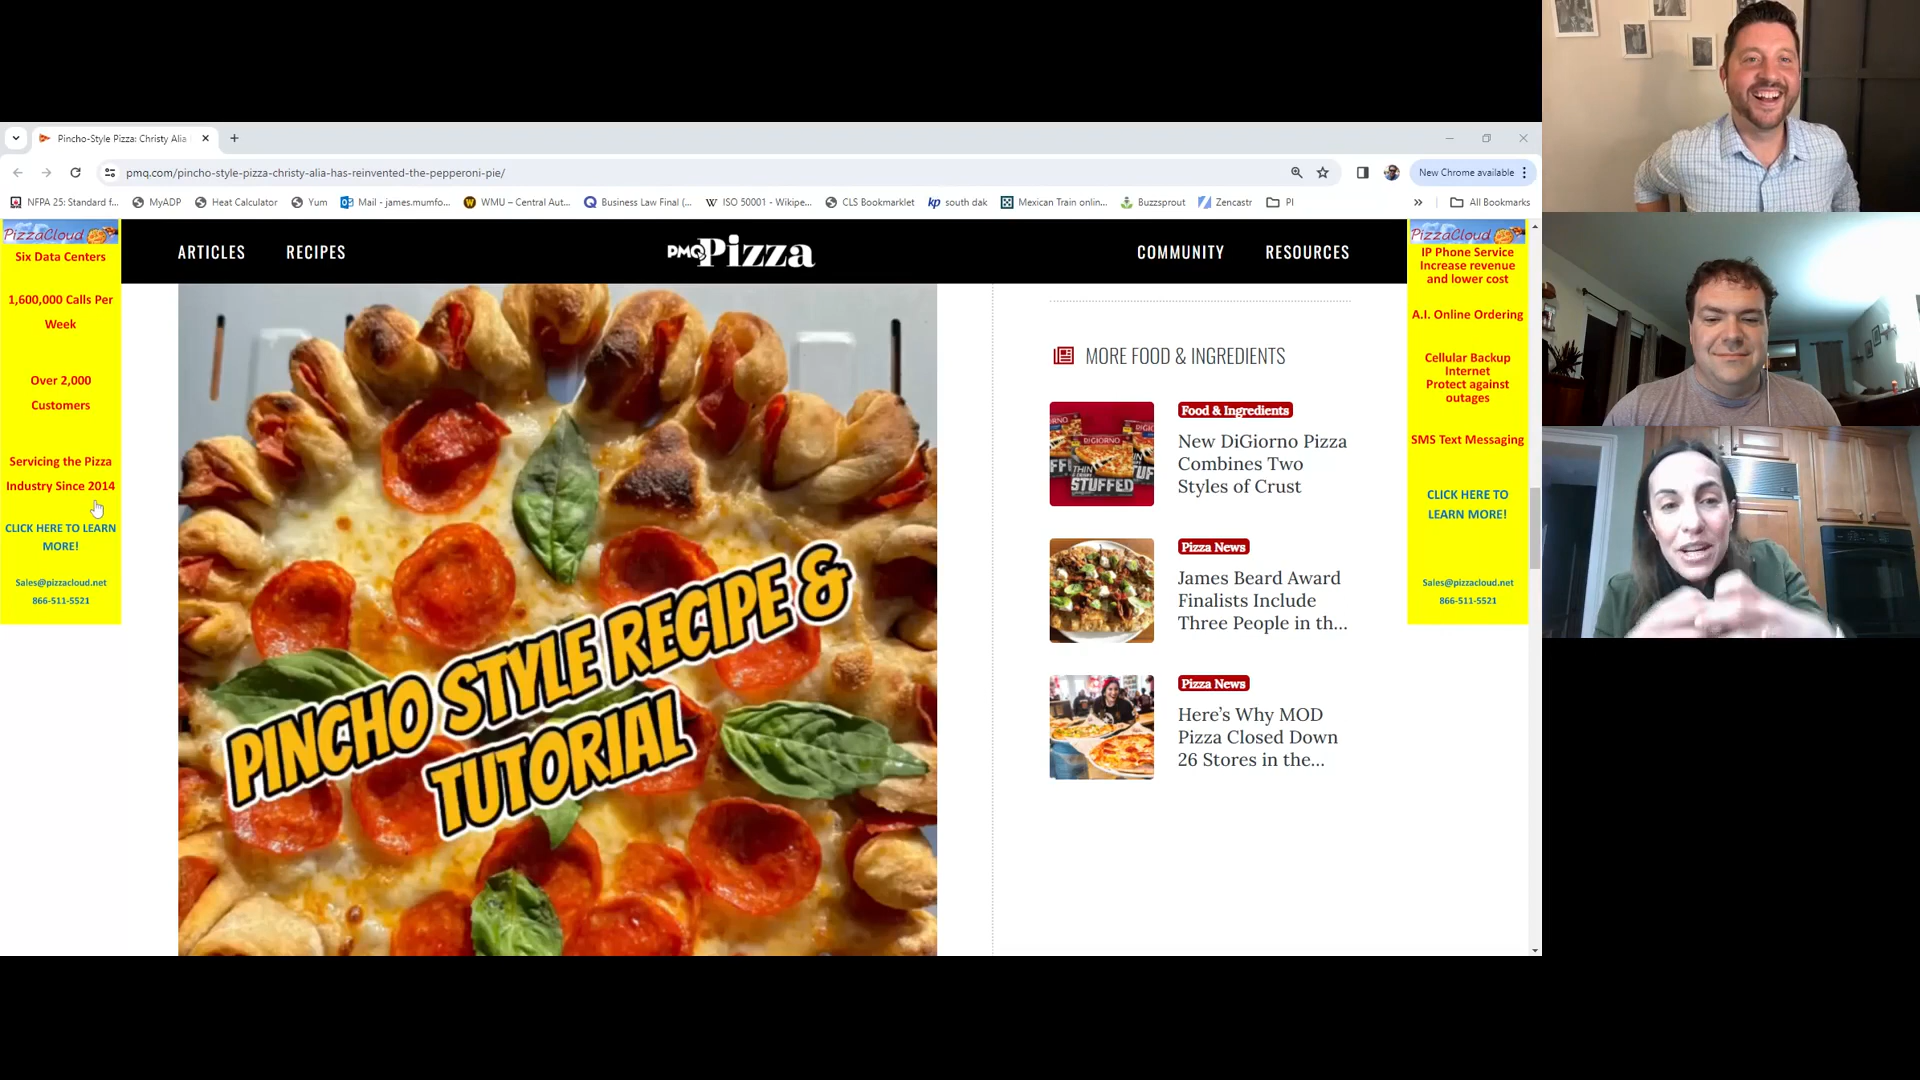 Pincho-Style Pizza: Christy Alia
pmq.com/pincho-style-pizza-christy-alia-has-reinvented-the-pepperoni-pie/
New Chrome available
NFPA 25: Standard f...
MyADP
Heat Calculator
Yum
Mail - james.mumfo...
WMU – Central Aut...
Business Law Final (...
W ISO 50001 - Wikipe...
CLS Bookmarklet
kp south dak
Mexican Train onlin...
Buzzsprout
Zencastr
PI
» All Bookmarks
PizzaCloud
Six Data Centers
1,600,000 Calls Per
Week
Over 2,000
Customers
Servicing the Pizza
Industry Since 2014
CLICK HERE TO LEARN
MORE!
Sales@pizzacloud.net
866-511-5521
ARTICLES
RECIPES
PMQ Pizza
COMMUNITY
RESOURCES
PINCHO STYLE RECIPE &
TUTORIAL
MORE FOOD & INGREDIENTS
DIGIORNO
THIN
STUFFED
Food & Ingredients
New DiGiorno Pizza
Combines Two
Styles of Crust
Pizza News
James Beard Award
Finalists Include
Three People in th...
Pizza News
Here’s Why MOD
Pizza Closed Down
26 Stores in the...
PizzaCloud
IP Phone Service
Increase revenue
and lower cost
A.I. Online Ordering
Cellular Backup
Internet
Protect against
outages
SMS Text Messaging
CLICK HERE TO
LEARN MORE!
Sales@pizzacloud.net
866-511-5521